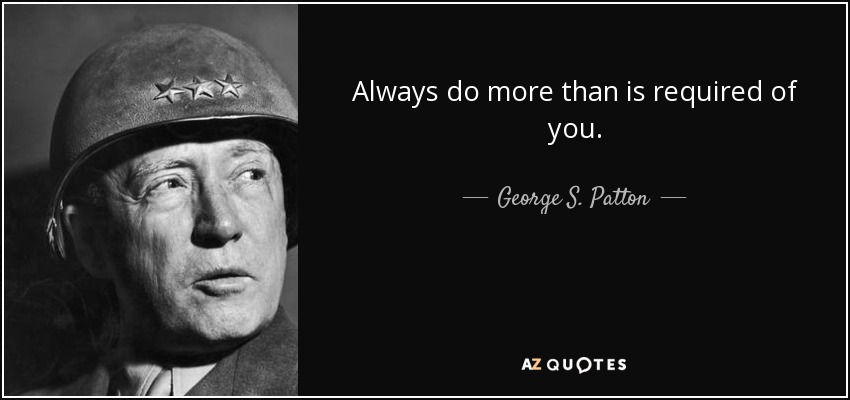 Always do more than is required of
you.
George S. Patton
AZ QUOTES